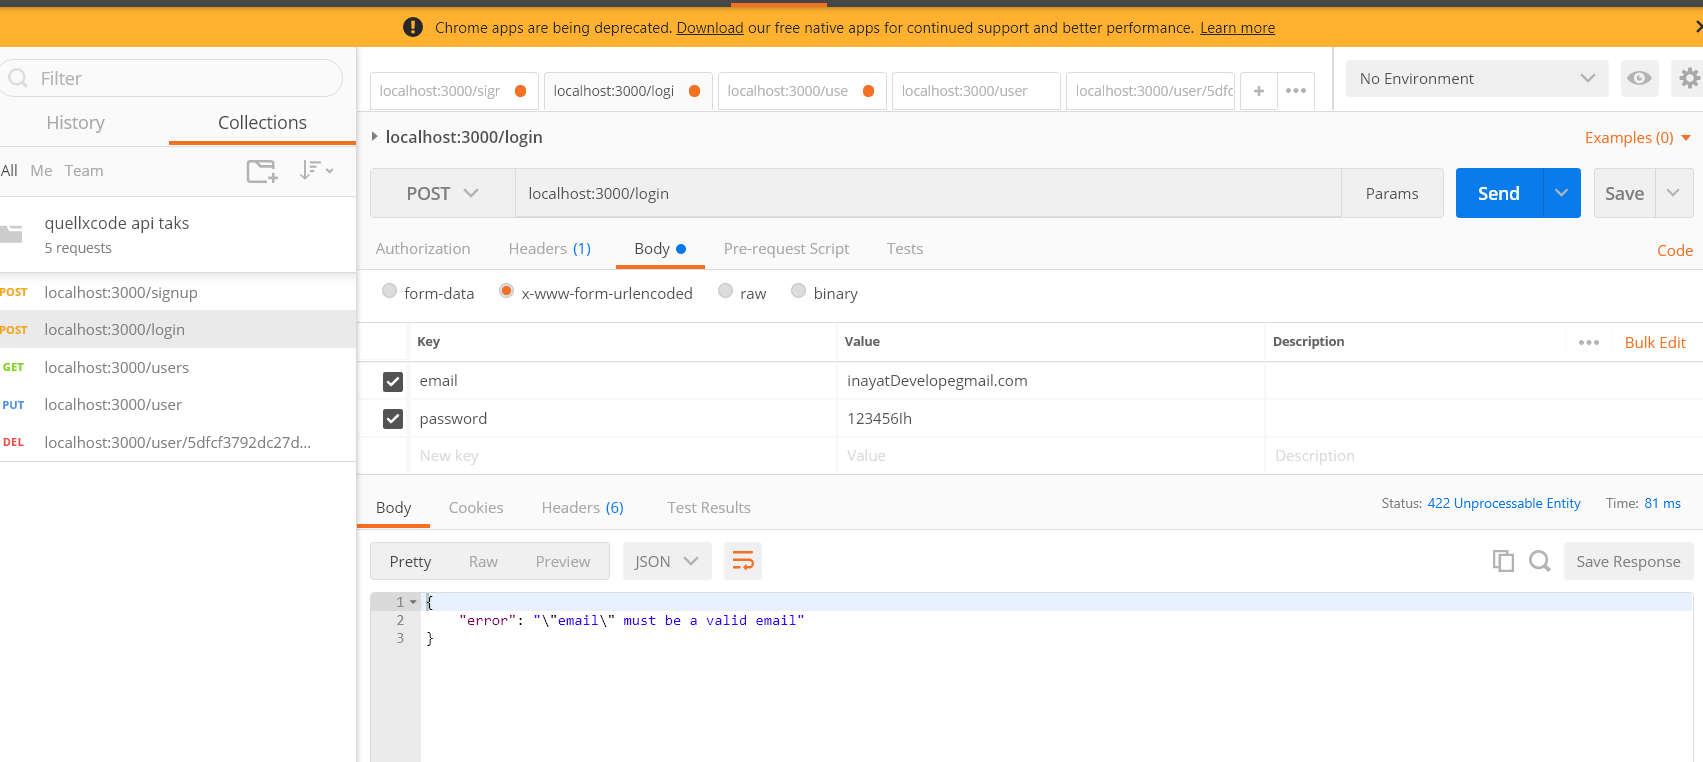 Chrome apps are being deprecated. Download our free native apps for continued support and better performance. Learn more
Filter
History Collections
All Me Team
quellxcode api taks
5 requests
POST localhost:3000/signup
POST localhost:3000/login
GET localhost:3000/users
PUT localhost:3000/user
DEL localhost:3000/user/5dfcf3792dc27d...
localhost:3000/sigr localhost:3000/logi localhost:3000/use localhost:3000/user localhost:3000/user/5dfc + •••
No Environment
localhost:3000/login
Examples (0)
POST localhost:3000/login Params Send Save
Authorization Headers (1) Body Pre-request Script Tests Code
form-data x-www-form-urlencoded raw binary
Key Value Description ••• Bulk Edit
email inayatDevelopegmail.com
password 123456Ih
New key Value Description
Body Cookies Headers (6) Test Results Status: 422 Unprocessable Entity Time: 81 ms
Pretty Raw Preview JSON Save Response
1 {
2 "error": "\"email\" must be a valid email"
3 }